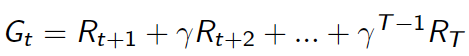 G_t = R_{t+1} + γR_{t+2} + ... + γ^{T−1}R_T